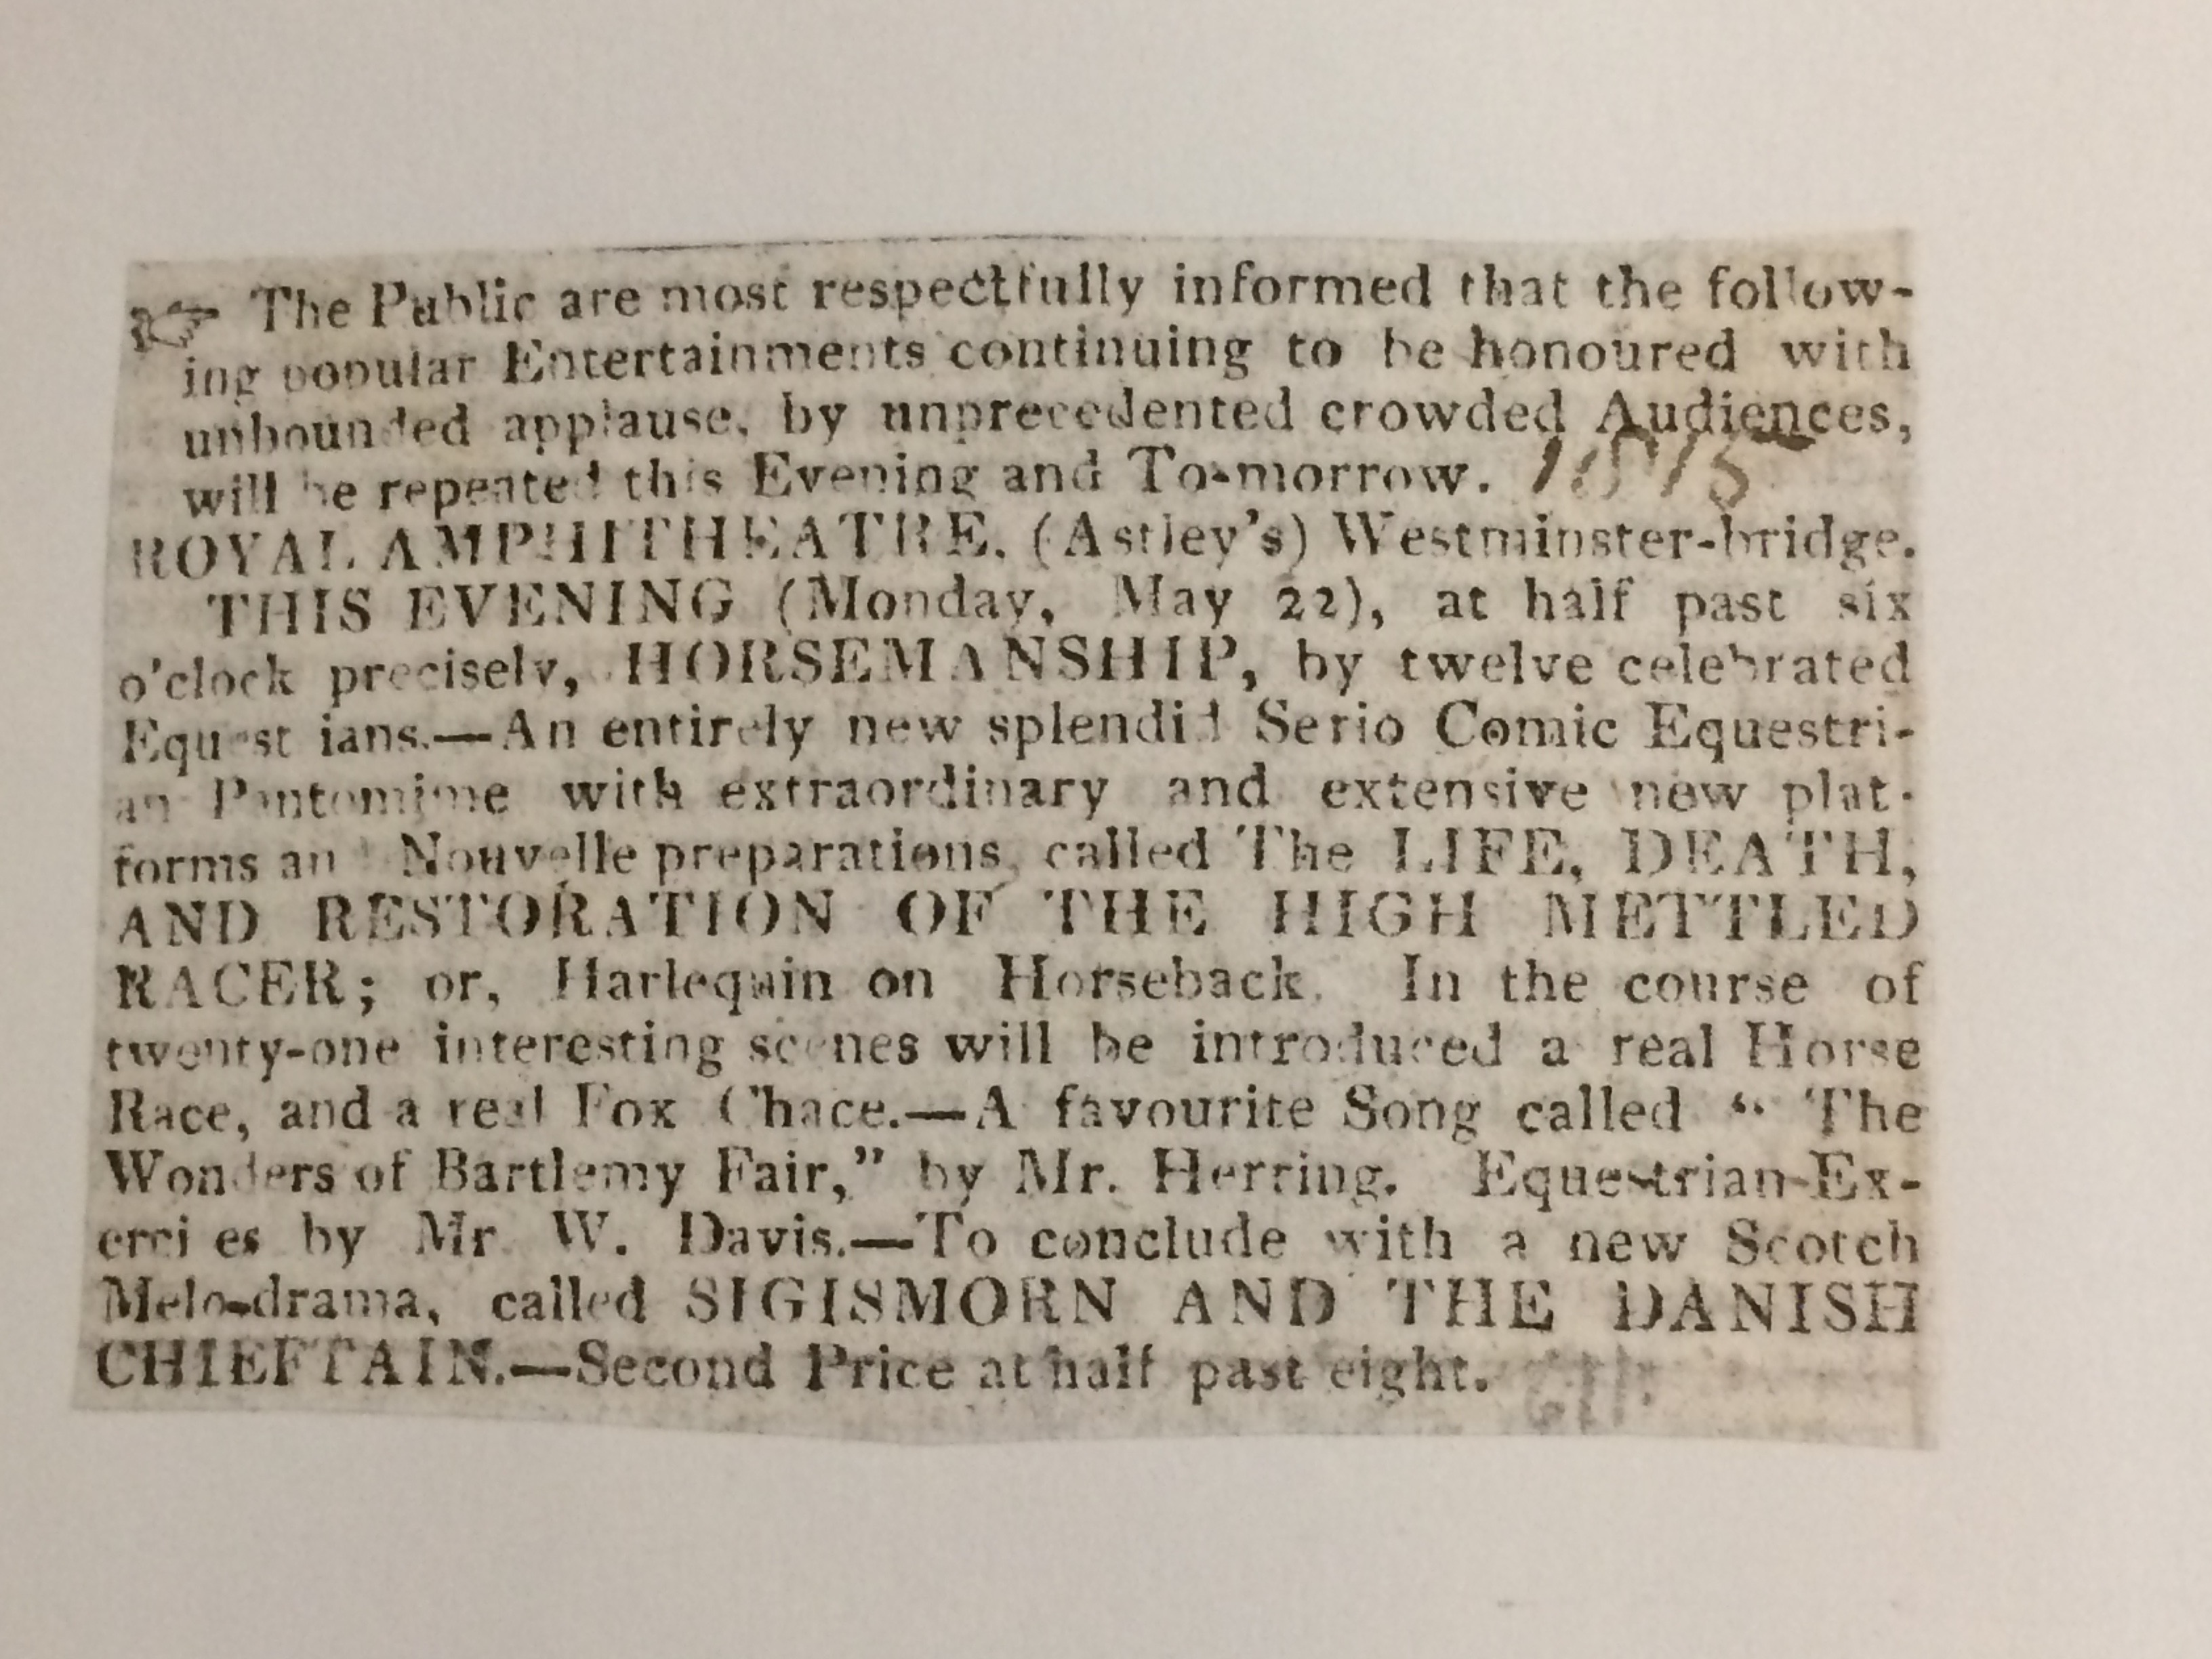 ☞ The Public are most respectfully informed that the follow-
ing popular Entertainments continuing to be honoured with
unbounded applause, by unprecedented crowded Audiences,
will be repeated this Evening and To-morrow. 1815
ROYAL AMPHITHEATRE, (Astley's) Westminster-bridge.
THIS EVENING (Monday, May 22), at half past six
o'clock precisely, HORSEMANSHIP, by twelve celebrated
Equest ians.—An entirely new splendid Serio Comic Equestri-
an Pantomime with extraordinary and extensive new plat-
forms and Nouvelle preparations, called The LIFE, DEATH,
AND RESTORATION OF THE HIGH METTLED
RACER; or, Harlequin on Horseback. In the course of
twenty-one interesting scenes will be introduced a real Horse
Race, and a real Fox Chace.—A favourite Song called “ The
Wonders of Bartlemy Fair,” by Mr. Herring. Equestrian Ex-
erci es by Mr. W. Davis.—To conclude with a new Scotch
Melo-drama, called SIGISMORN AND THE DANISH
CHIEFTAIN.—Second Price at half past eight.